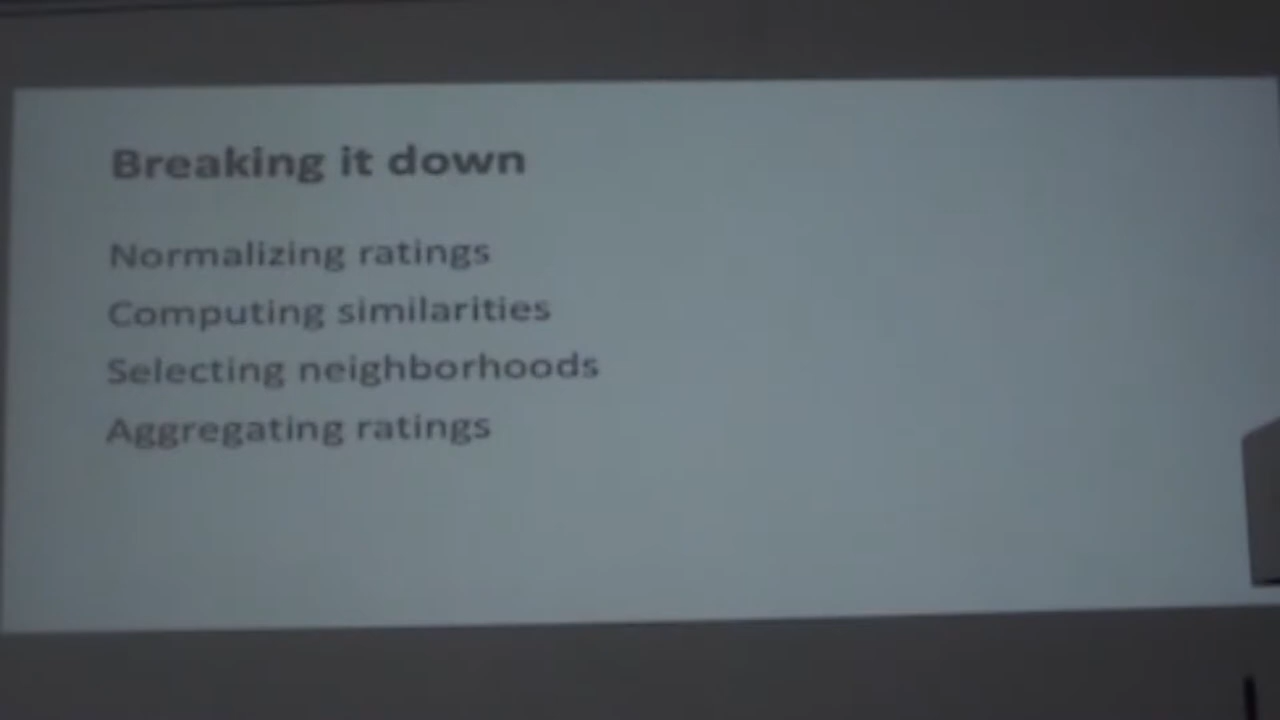 Breaking it down
Normalizing ratings
Computing similarities
Selecting neighborhoods
Aggregating ratings